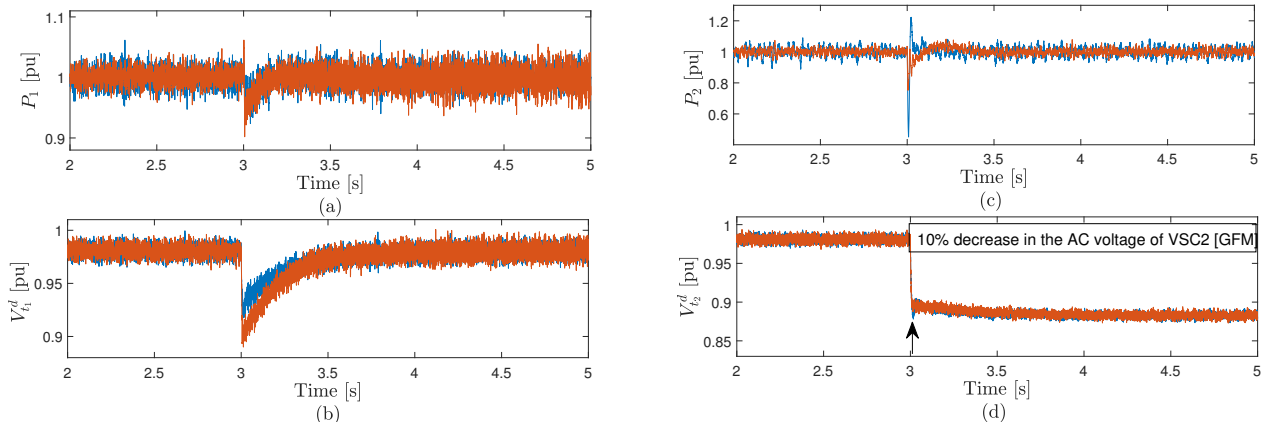 1.1
1
0.9
P1 [pu]
2 2.5 3 3.5 4 4.5 5
Time [s]
(a)
1
0.95
0.9
V^d_t1 [pu]
2 2.5 3 3.5 4 4.5 5
Time [s]
(b)
1.2
1
0.8
0.6
P2 [pu]
2 2.5 3 3.5 4 4.5 5
Time [s]
(c)
1
0.95
0.9
0.85
V^d_t2 [pu]
10% decrease in the AC voltage of VSC2 [GFM]
2 2.5 3 3.5 4 4.5 5
Time [s]
(d)